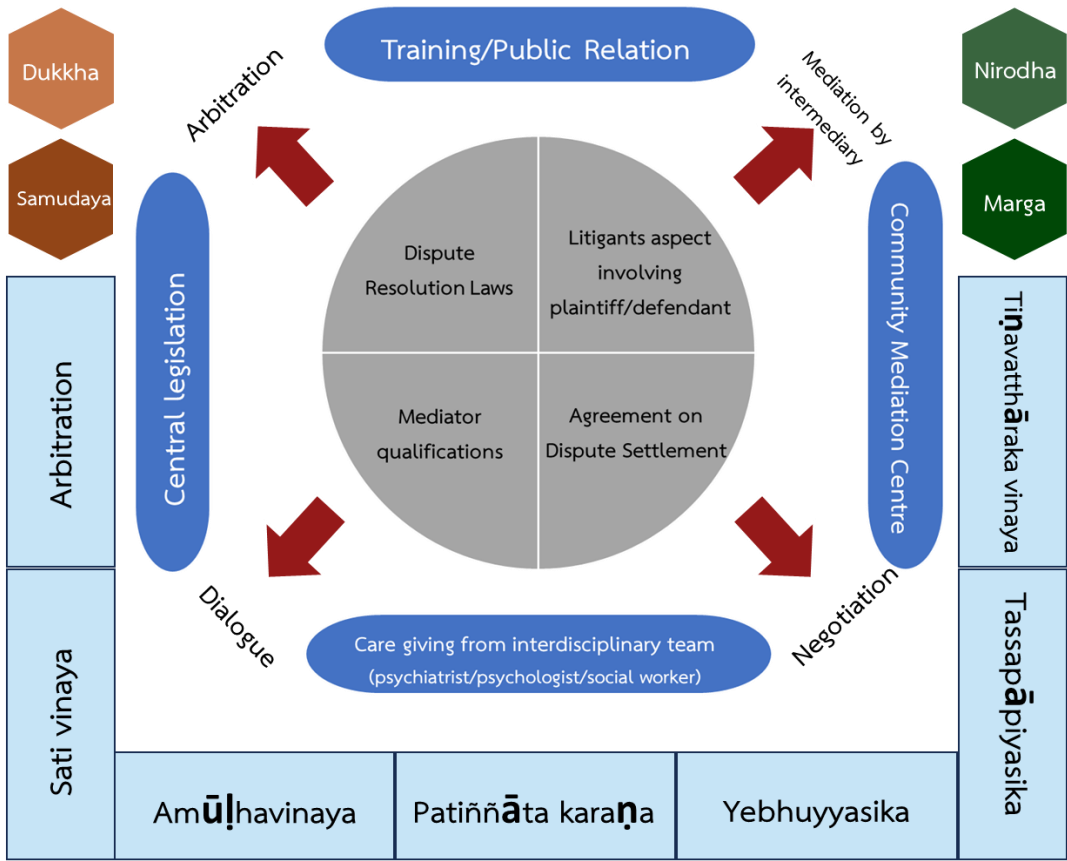 Dukkha
Training/Public Relation
Nirodha
Arbitration
Mediation by
intermediary
Samudaya
Marga
Central legislation
Dispute
Resolution Laws
Litigants aspect
involving
plaintiff/defendant
Community Mediation Centre
Arbitration
Tiṇavatthāraka vinaya
Mediator
qualifications
Agreement on
Dispute Settlement
Dialogue
Negotiation
Care giving from interdisciplinary team
(psychiatrist/psychologist/social worker)
Sati vinaya
Tassapāpiyasika
Amūḷhavinaya
Patiññāta karaṇa
Yebhuyyasika